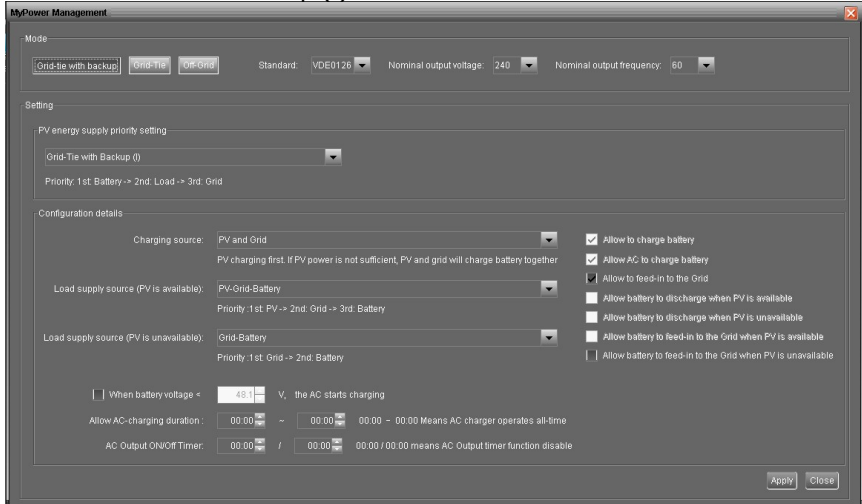 MyPower Management
Mode
Grid-tie with backup Grid-Tie Off-Grid Standard: VDE0126 Nominal output voltage: 240 Nominal output frequency: 60
Setting
PV energy supply priority setting
Grid-Tie with Backup (I)
Priority: 1st: Battery -> 2nd: Load -> 3rd: Grid
Configuration details
Charging source: PV and Grid
PV charging first. If PV power is not sufficient, PV and grid will charge battery together
Load supply source (PV is available): PV-Grid-Battery
Priority :1st: PV -> 2nd: Grid -> 3rd: Battery
Load supply source (PV is unavailable): Grid-Battery
Priority :1st: Grid -> 2nd: Battery
Allow to charge battery
Allow AC to charge battery
Allow to feed-in to the Grid
Allow battery to discharge when PV is available
Allow battery to discharge when PV is unavailable
Allow battery to feed-in to the Grid when PV is available
Allow battery to feed-in to the Grid when PV is unavailable
When battery voltage < 48.1 V, the AC starts charging
Allow AC-charging duration : 00:00 ~ 00:00 00:00 ~ 00:00 Means AC charger operates all-time
AC Output ON/Off Timer: 00:00 / 00:00 00:00 / 00:00 means AC Output timer function disable
Apply Close